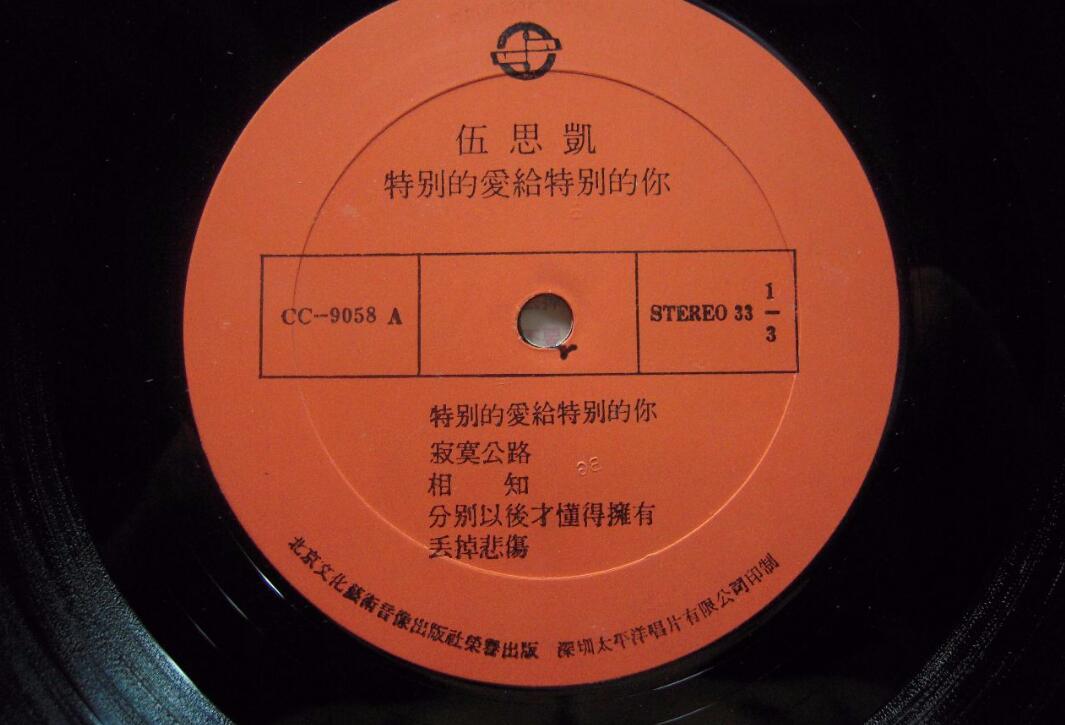 伍思凱
特别的愛給特别的你
CC-9058 A
STEREO 33 1/3
特别的愛給特别的你
寂寞公路
相 知
分别以後才懂得擁有
丢掉悲傷
北京文化藝術音像出版社榮譽出版 深圳太平洋唱片有限公司印制